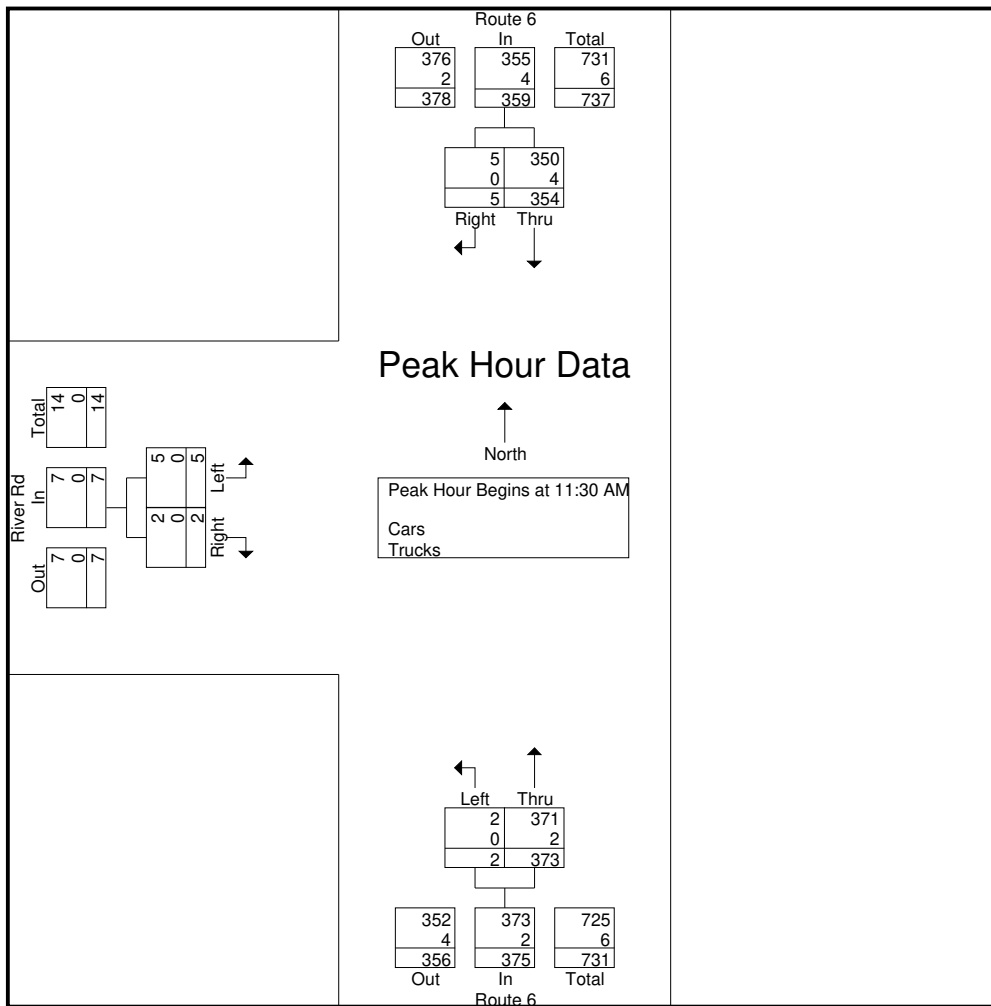 Route 6
Out In Total
376 355 731
2 4 6
378 359 737
5 350
0 4
5 354
Right Thru
Peak Hour Data
North
Peak Hour Begins at 11:30 AM
Cars
Trucks
River Rd
Out In Total
7 7 14
0 0 0
7 7 14
2 5
0 0
2 5
Right Left
Left Thru
2 371
0 2
2 373
352 373 725
4 2 6
356 375 731
Out In Total
Route 6